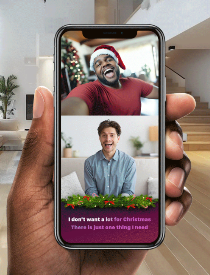 I don't want a lot for Christmas
There is just one thing I need